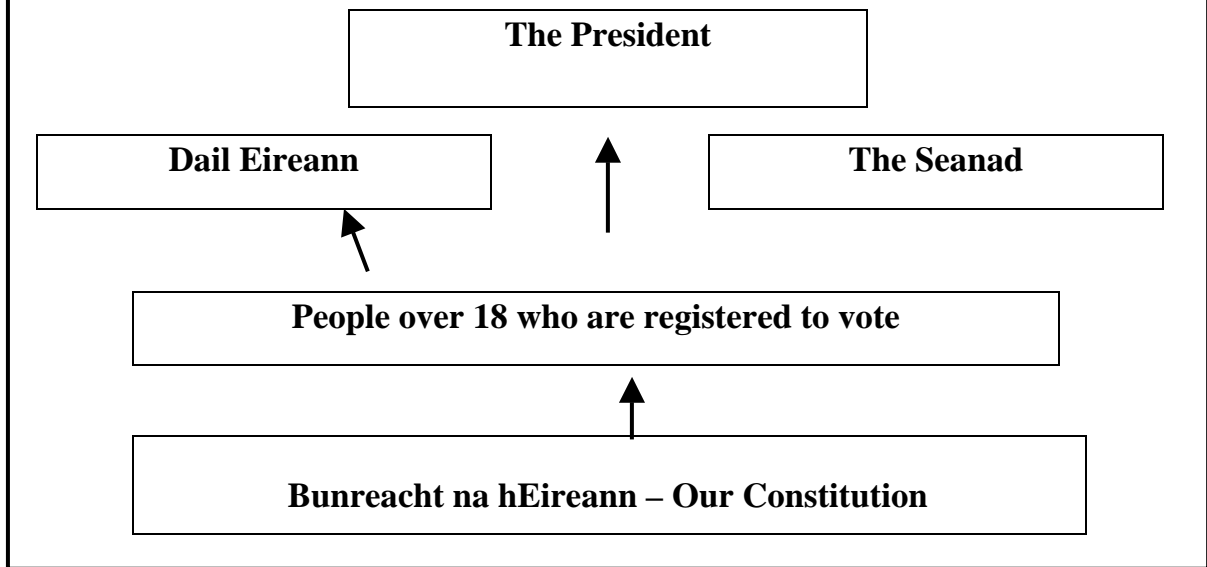 The President
Dail Eireann
The Seanad
People over 18 who are registered to vote
Bunreacht na hEireann – Our Constitution